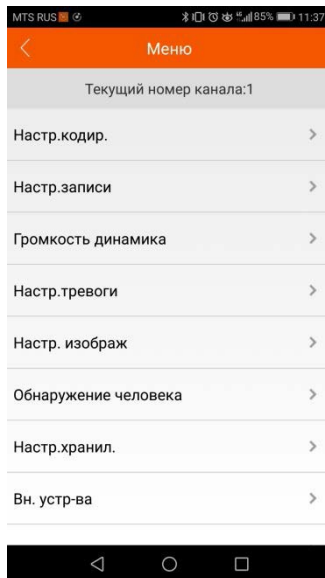 MTS RUS 85% 11:37
Меню
Текущий номер канала:1
Настр.кодир.
Настр.записи
Громкость динамика
Настр.тревоги
Настр. изображ
Обнаружение человека
Настр.хранил.
Вн. устр-ва